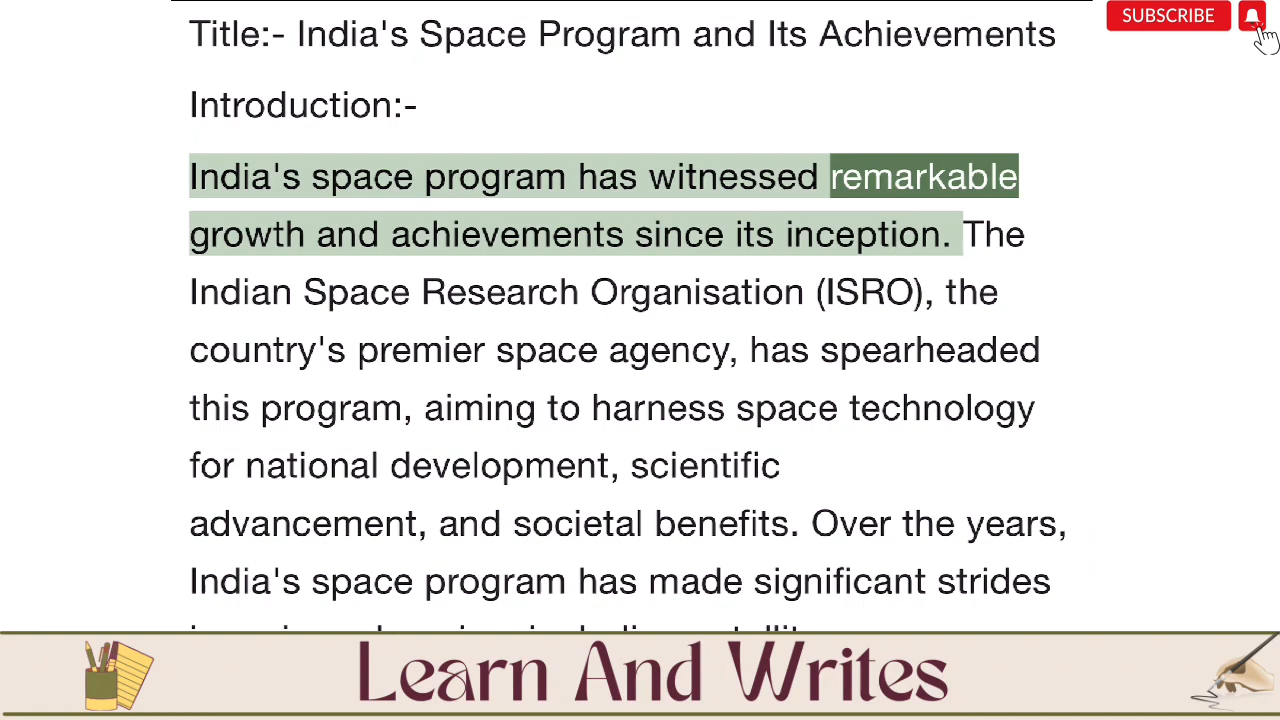 SUBSCRIBE
Title:- India's Space Program and Its Achievements
Introduction:-
India's space program has witnessed remarkable
growth and achievements since its inception. The
Indian Space Research Organisation (ISRO), the
country's premier space agency, has spearheaded
this program, aiming to harness space technology
for national development, scientific
advancement, and societal benefits. Over the years,
India's space program has made significant strides
Learn And Writes